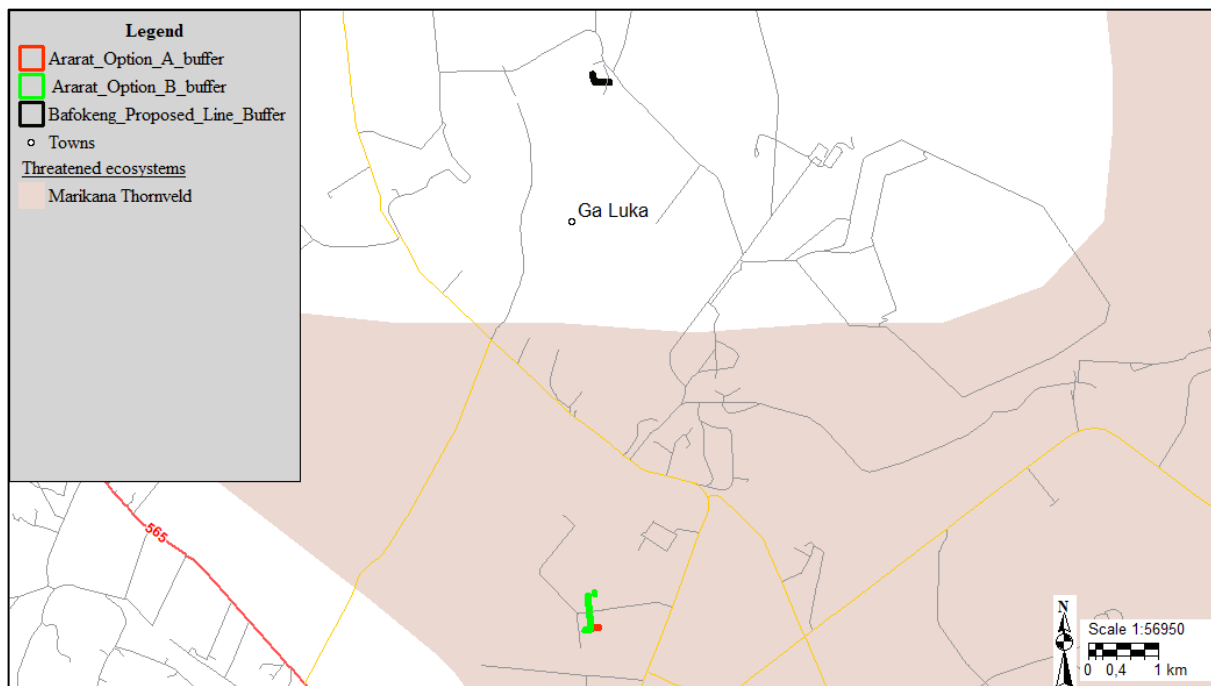 Legend
Ararat_Option_A_buffer
Ararat_Option_B_buffer
Bafokeng_Proposed_Line_Buffer
Towns
Threatened ecosystems
Marikana Thornveld
Ga Luka
565
N
Scale 1:56950
0 0,4 1 km